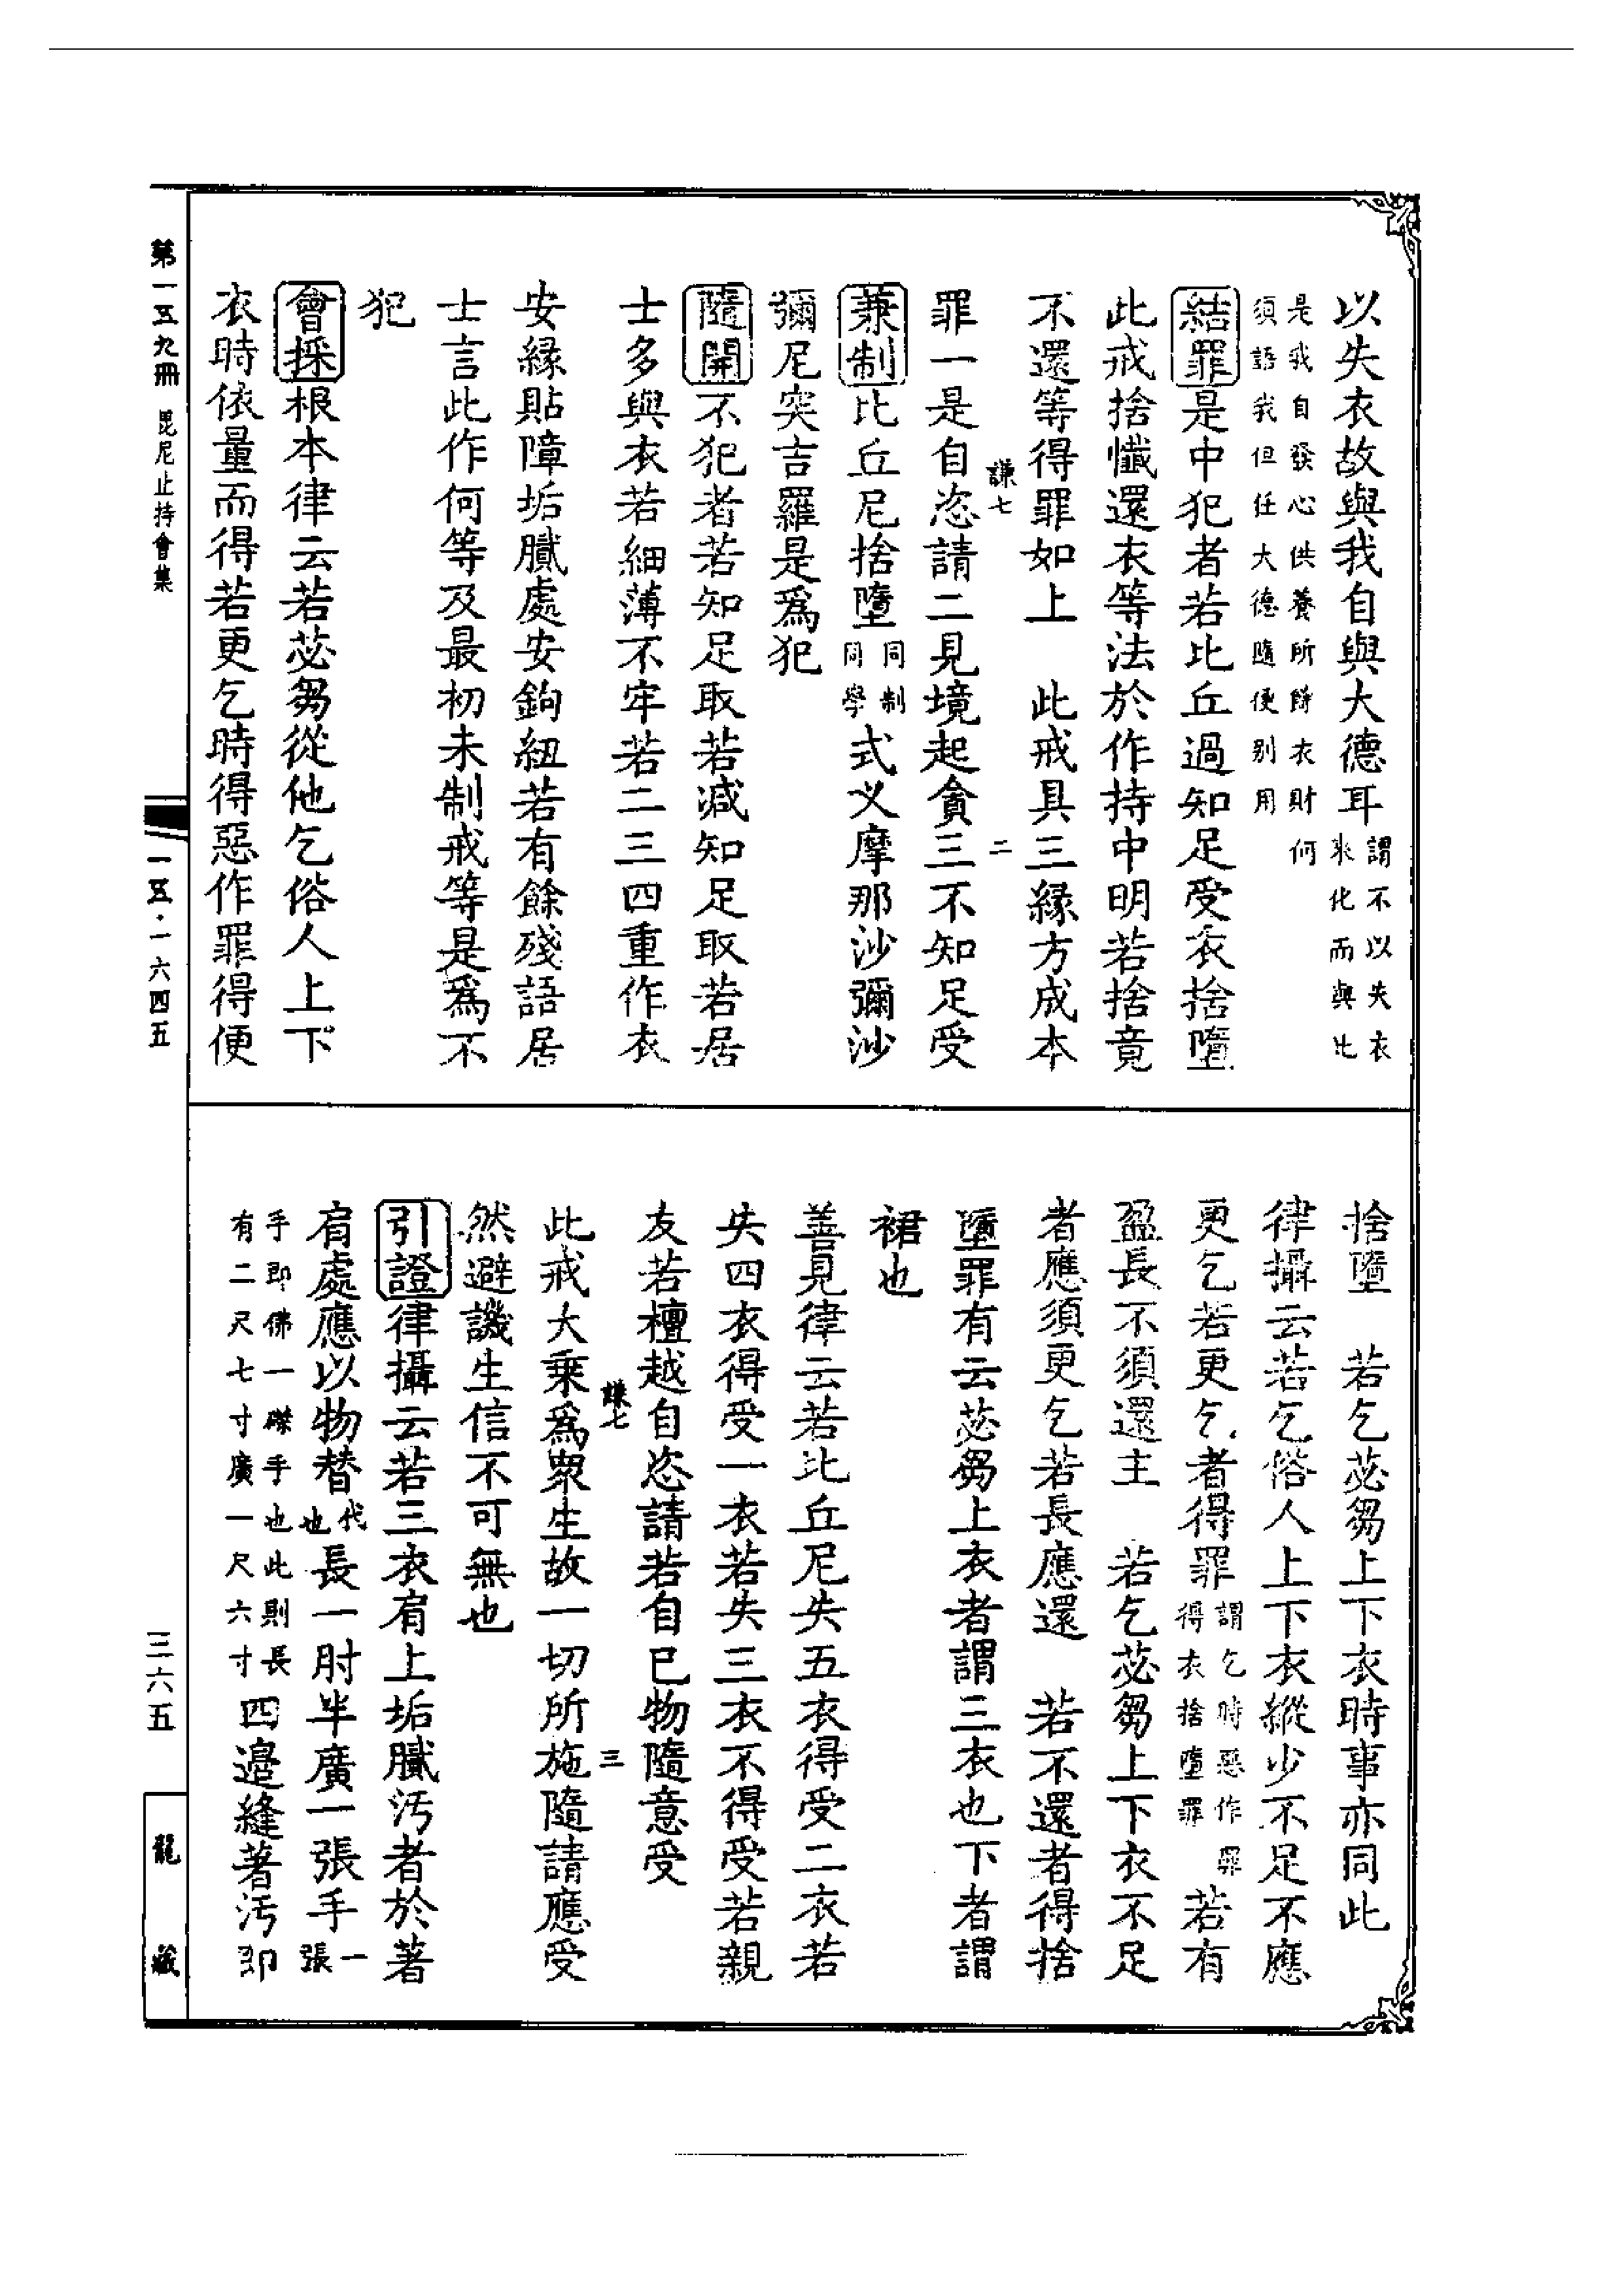 以失衣故與我自與大德耳謂不以失衣來化而與比
是我自發心供養所餘衣財何須語我但任大德隨便別用
結罪是中犯者若比丘過知足受衣捨墮
此戒捨懺還衣等法於作持中明若捨竟
不還等得罪如上　此戒具三緣方成本
謙七　二
罪一是自恣請二見境起貪三不知足受
兼制比丘尼捨墮同制同學式叉摩那沙彌沙
彌尼突吉羅是爲犯
隨開不犯者若知足取若減知足取若居
士多與衣若細薄不牢若二三四重作衣
安緣貼障垢膩處安鉤紐若有餘殘語居
士言此作何等及最初未制戒等是爲不
犯
會採根本律云若苾芻從他乞俗人上下
衣時依量而得若更乞時得惡作罪得便
捨墮　若乞苾芻上下衣時事亦同此
律攝云若乞俗人上下衣縱少不足不應
更乞若更乞者得罪謂乞時惡作罪得衣捨墮罪若有
盈長不須還主　若乞苾芻上下衣不足
者應須更乞若長應還　若不還者得捨
墮罪有云苾芻上衣者謂三衣也下者謂
裙也
善見律云若比丘尼失五衣得受二衣若
失四衣得受一衣若失三衣不得受若親
友若檀越自恣請若自已物隨意受
謙七　三
此戒大乘爲眾生故一切所施隨請應受
然避譏生信不可無也
引證律攝云若三衣肩上垢膩污者於著
肩處應以物替代也長一肘半廣一張手一張
手即佛一磔手也此則長有二尺七寸廣一尺六寸四邊縫著污即
第一五九冊　毘尼止持會集
一五·一六四五
三六五
龍藏